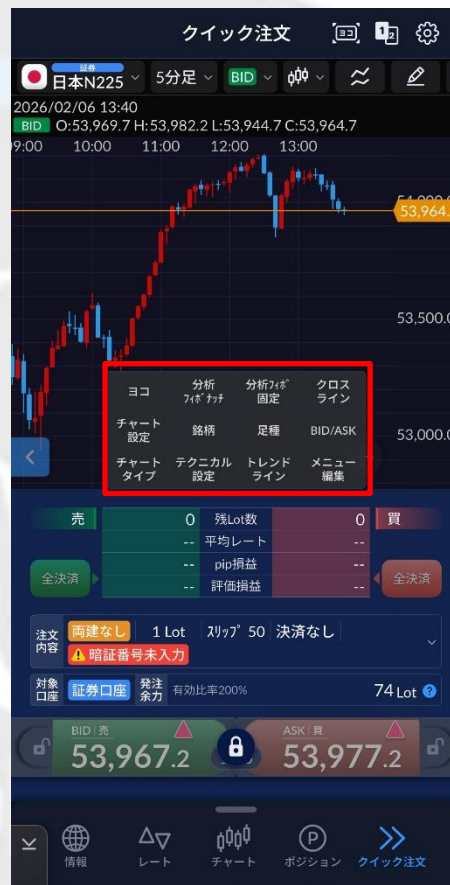 クイック注文
ヨコ
1 2
証券
日本N225 5分足 BID
2026/02/06 13:40
BID O:53,969.7 H:53,982.2 L:53,944.7 C:53,964.7
9:00 10:00 11:00 12:00 13:00
53,964.
53,500.0
53,000.0
ヨコ 分析 分析フィボ クロス
フィボナッチ 固定 ライン
チャート 銘柄 足種 BID/ASK
設定
チャート テクニカル トレンド メニュー
タイプ 設定 ライン 編集
売 0 残Lot数 0 買
-- 平均レート --
-- pip損益 --
全決済 全決済
-- 評価損益 --
注文 両建なし 1 Lot スリップ 50 決済なし
内容 暗証番号未入力
対象 証券口座 発注 有効比率200% 74 Lot ?
口座 余力
BID 売 ASK 買
53,967.2 53,977.2
情報 レート チャート P ポジション クイック注文